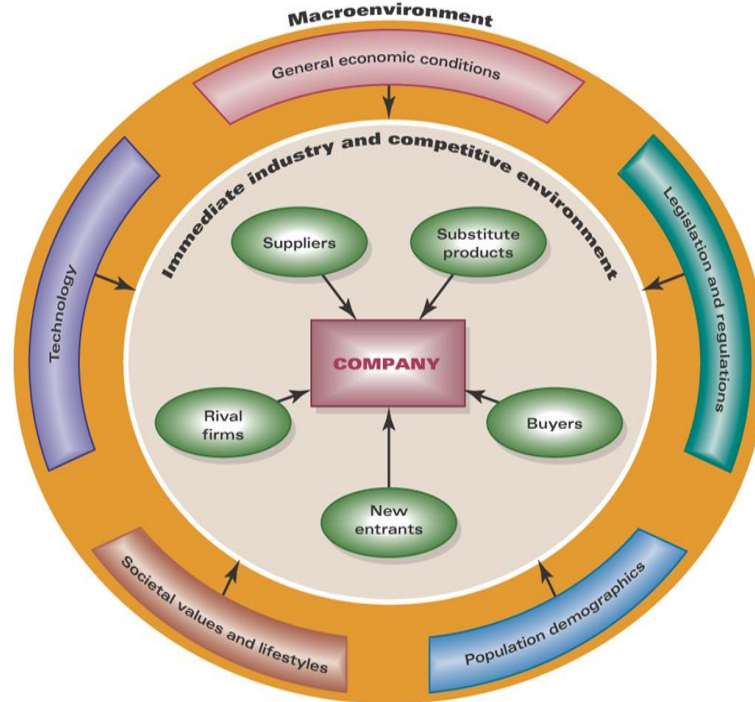 Macroenvironment
General economic conditions
Immediate industry and competitive environment
Technology
Legislation and regulations
Suppliers
Substitute
products
COMPANY
Rival
firms
Buyers
New
entrants
Societal values and lifestyles
Population demographics